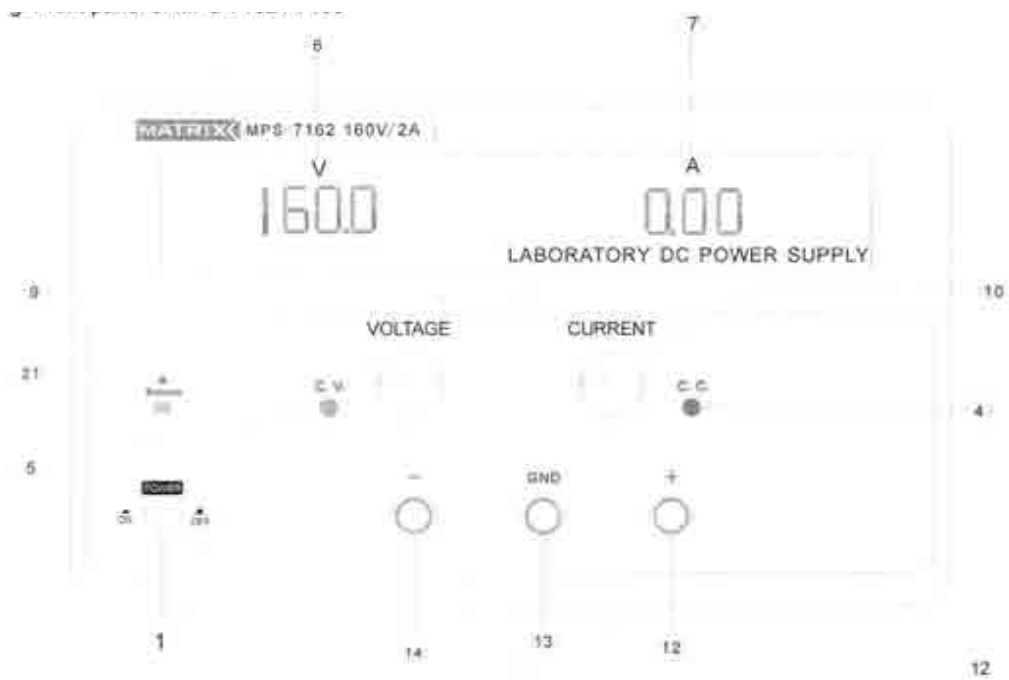 7
6
MATRIX MPS 7162 160V/2A
V A
160.0 0.00
LABORATORY DC POWER SUPPLY
9 10
VOLTAGE CURRENT
21
C. V. C. C.
4
5
POWER
- GND +
ON OFF
1 14 13 12
12